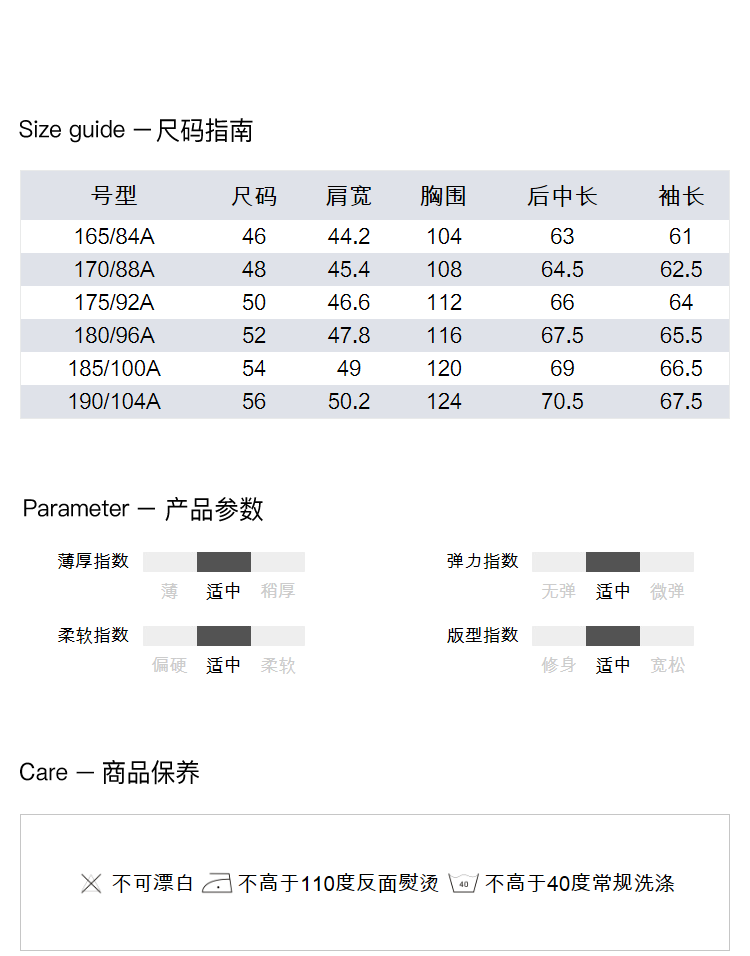 Size guide — 尺码指南
号型 尺码 肩宽 胸围 后中长 袖长
165/84A 46 44.2 104 63 61
170/88A 48 45.4 108 64.5 62.5
175/92A 50 46.6 112 66 64
180/96A 52 47.8 116 67.5 65.5
185/100A 54 49 120 69 66.5
190/104A 56 50.2 124 70.5 67.5
Parameter — 产品参数
薄厚指数 弹力指数
薄 适中 稍厚 无弹 适中 微弹
柔软指数 版型指数
偏硬 适中 柔软 修身 适中 宽松
Care — 商品保养
不可漂白 不高于110度反面熨烫 40 不高于40度常规洗涤